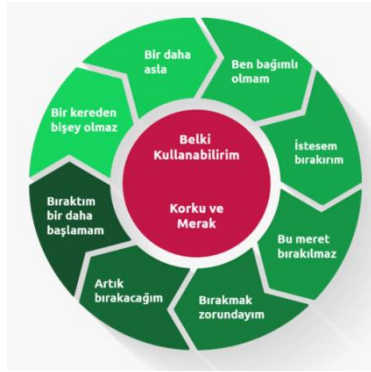 Bir daha
asla
Ben bağımlı
olmam
İstesem
bırakırım
Bu meret
bırakılmaz
Bırakmak
zorundayım
Artık
bırakacağım
Bıraktım
bir daha
başlamam
Bir kereden
bişey olmaz
Belki
Kullanabilirim
Korku ve
Merak